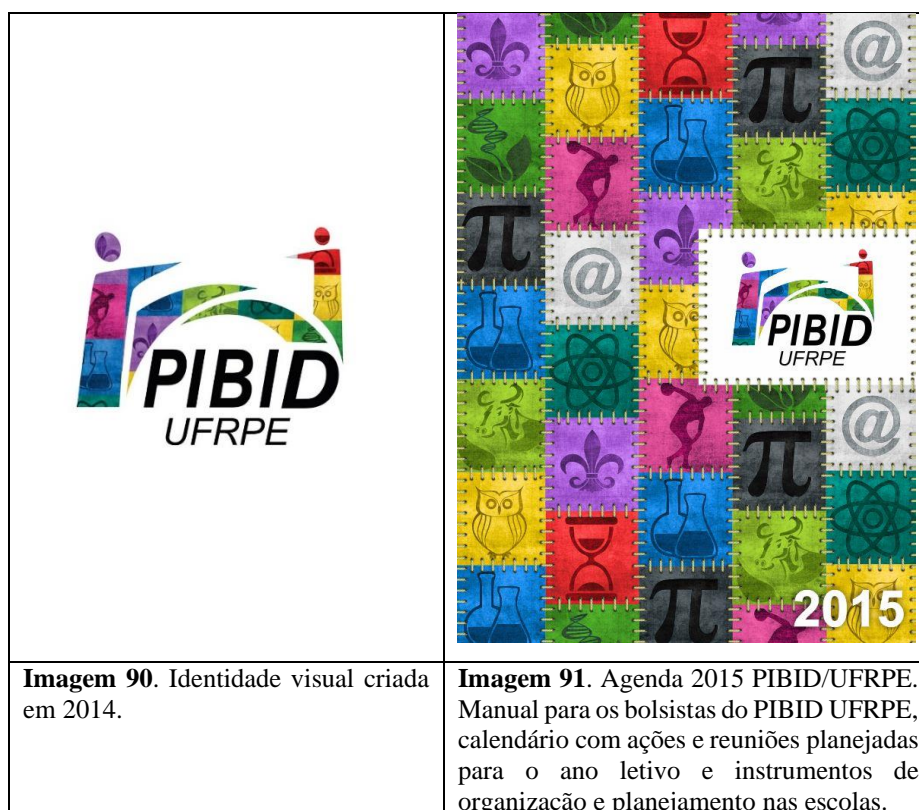 PIBID
UFRPE
π
@
π
@
PIBID
UFRPE
π
@
π
2015
Imagem 90. Identidade visual criada
em 2014.
Imagem 91. Agenda 2015 PIBID/UFRPE.
Manual para os bolsistas do PIBID UFRPE,
calendário com ações e reuniões planejadas
para o ano letivo e instrumentos de
organização e planejamento nas escolas.